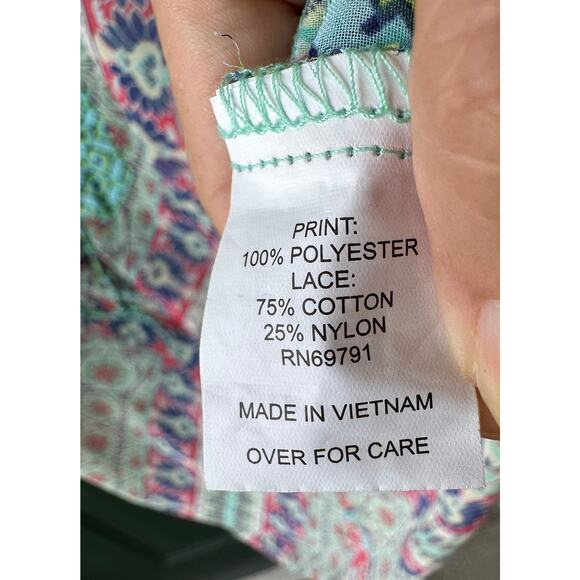 PRINT:
100% POLYESTER
LACE:
75% COTTON
25% NYLON
RN69791
MADE IN VIETNAM
OVER FOR CARE